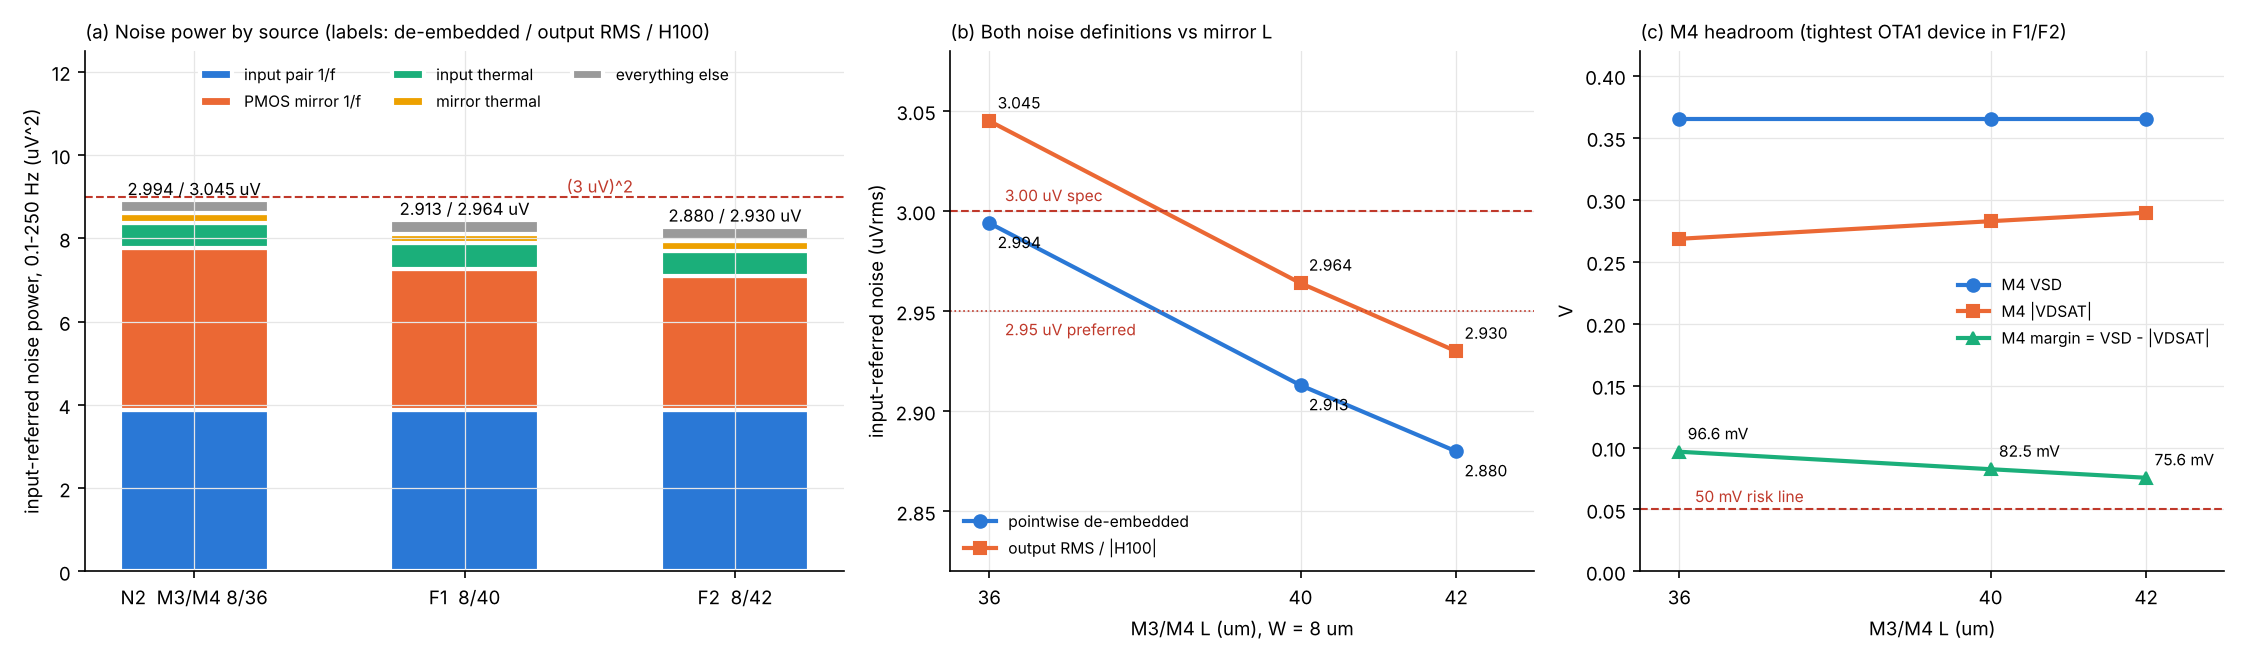 (a) Noise power by source (labels: de-embedded / output RMS / H100)
input-referred noise power, 0.1-250 Hz (uV^2)
12
10
8
6
4
2
0
input pair 1/f
PMOS mirror 1/f
input thermal
mirror thermal
everything else
(3 uV)^2
2.994 / 3.045 uV
2.913 / 2.964 uV
2.880 / 2.930 uV
N2  M3/M4 8/36
F1  8/40
F2  8/42
(b) Both noise definitions vs mirror L
input-referred noise (uVrms)
3.05
3.00
2.95
2.90
2.85
3.045
2.994
3.00 uV spec
2.964
2.95 uV preferred
2.930
2.913
2.880
pointwise de-embedded
output RMS / |H100|
36
40
42
M3/M4 L (um), W = 8 um
(c) M4 headroom (tightest OTA1 device in F1/F2)
V
0.40
0.35
0.30
0.25
0.20
0.15
0.10
0.05
0.00
M4 VSD
M4 |VDSAT|
M4 margin = VSD - |VDSAT|
96.6 mV
82.5 mV
75.6 mV
50 mV risk line
36
40
42
M3/M4 L (um)